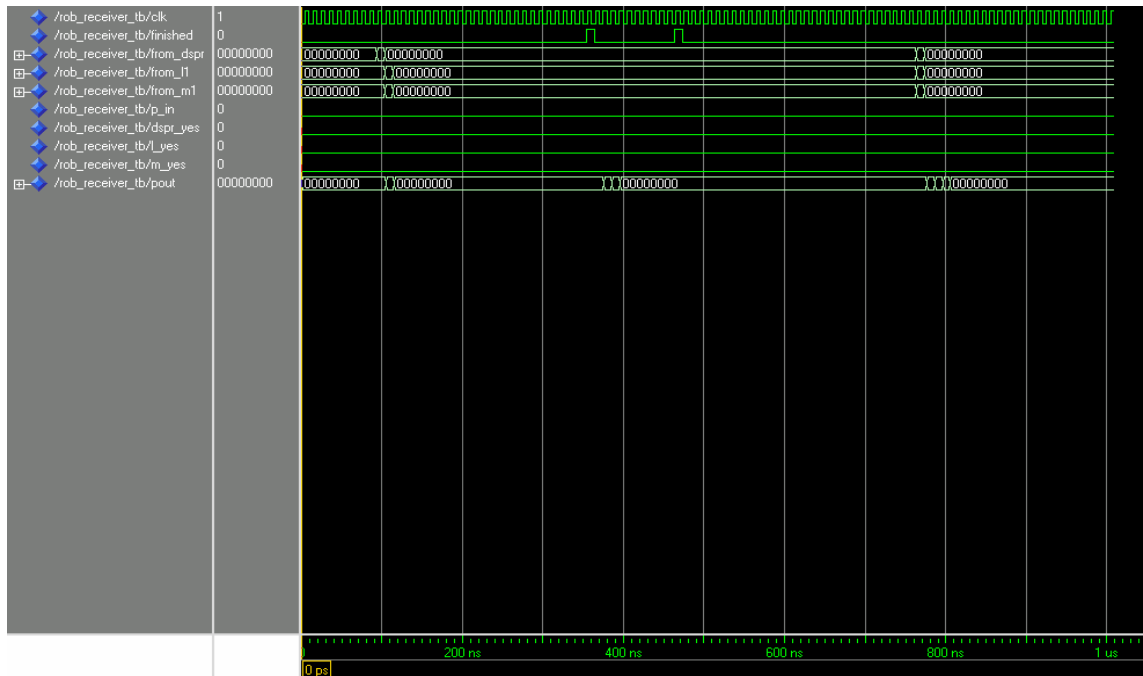 /rob_receiver_tb/clk 1
/rob_receiver_tb/finished 0
/rob_receiver_tb/from_dspr 00000000 00000000 00000000 00000000
/rob_receiver_tb/from_l1 00000000 00000000 00000000 00000000
/rob_receiver_tb/from_m1 00000000 00000000 00000000 00000000
/rob_receiver_tb/p_in 0
/rob_receiver_tb/dspr_yes 0
/rob_receiver_tb/l_yes 0
/rob_receiver_tb/m_yes 0
/rob_receiver_tb/pout 00000000 00000000 00000000 00000000 00000000
200 ns 400 ns 600 ns 800 ns 1 us
0 ps